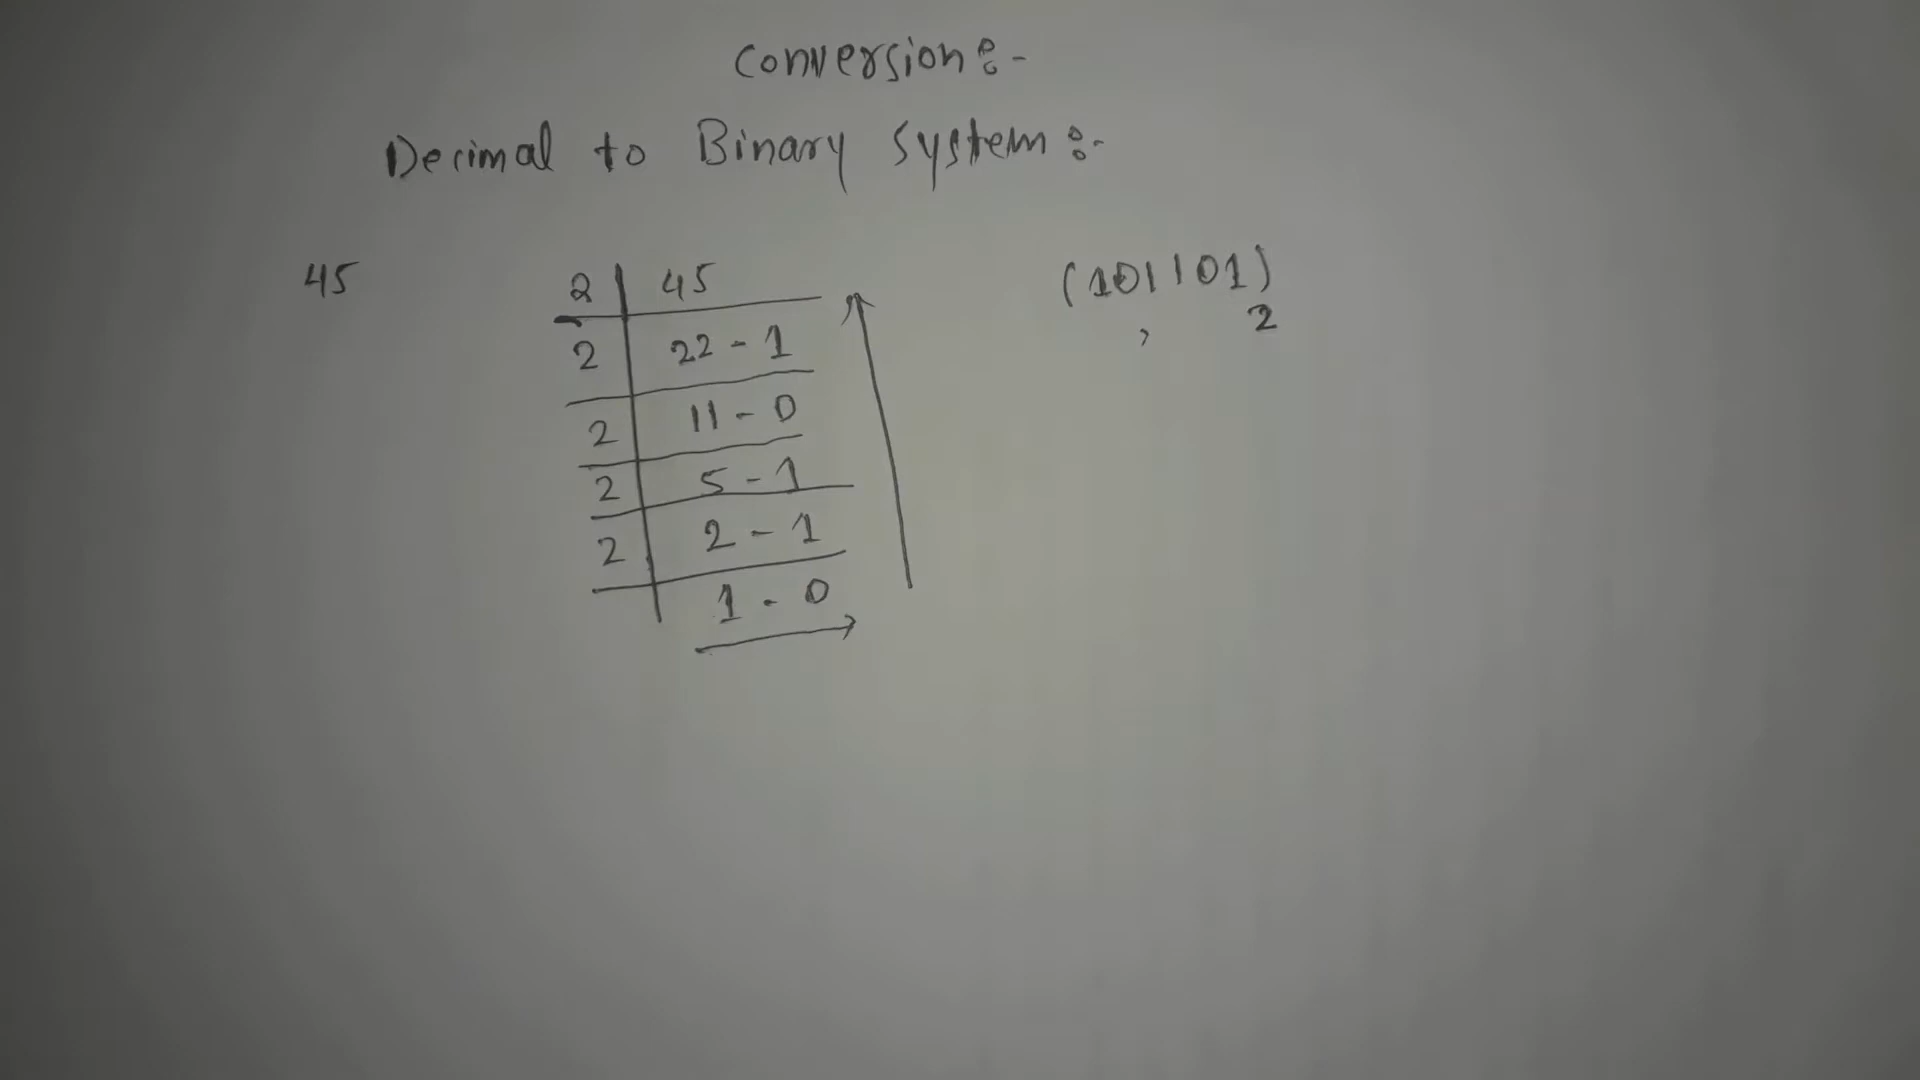 Conversion:-
Decimal to Binary System:-
45
2 | 45
2 | 22 - 1
2 | 11 - 0
2 | 5 - 1
2 | 2 - 1
1 - 0
(101101)
, 2